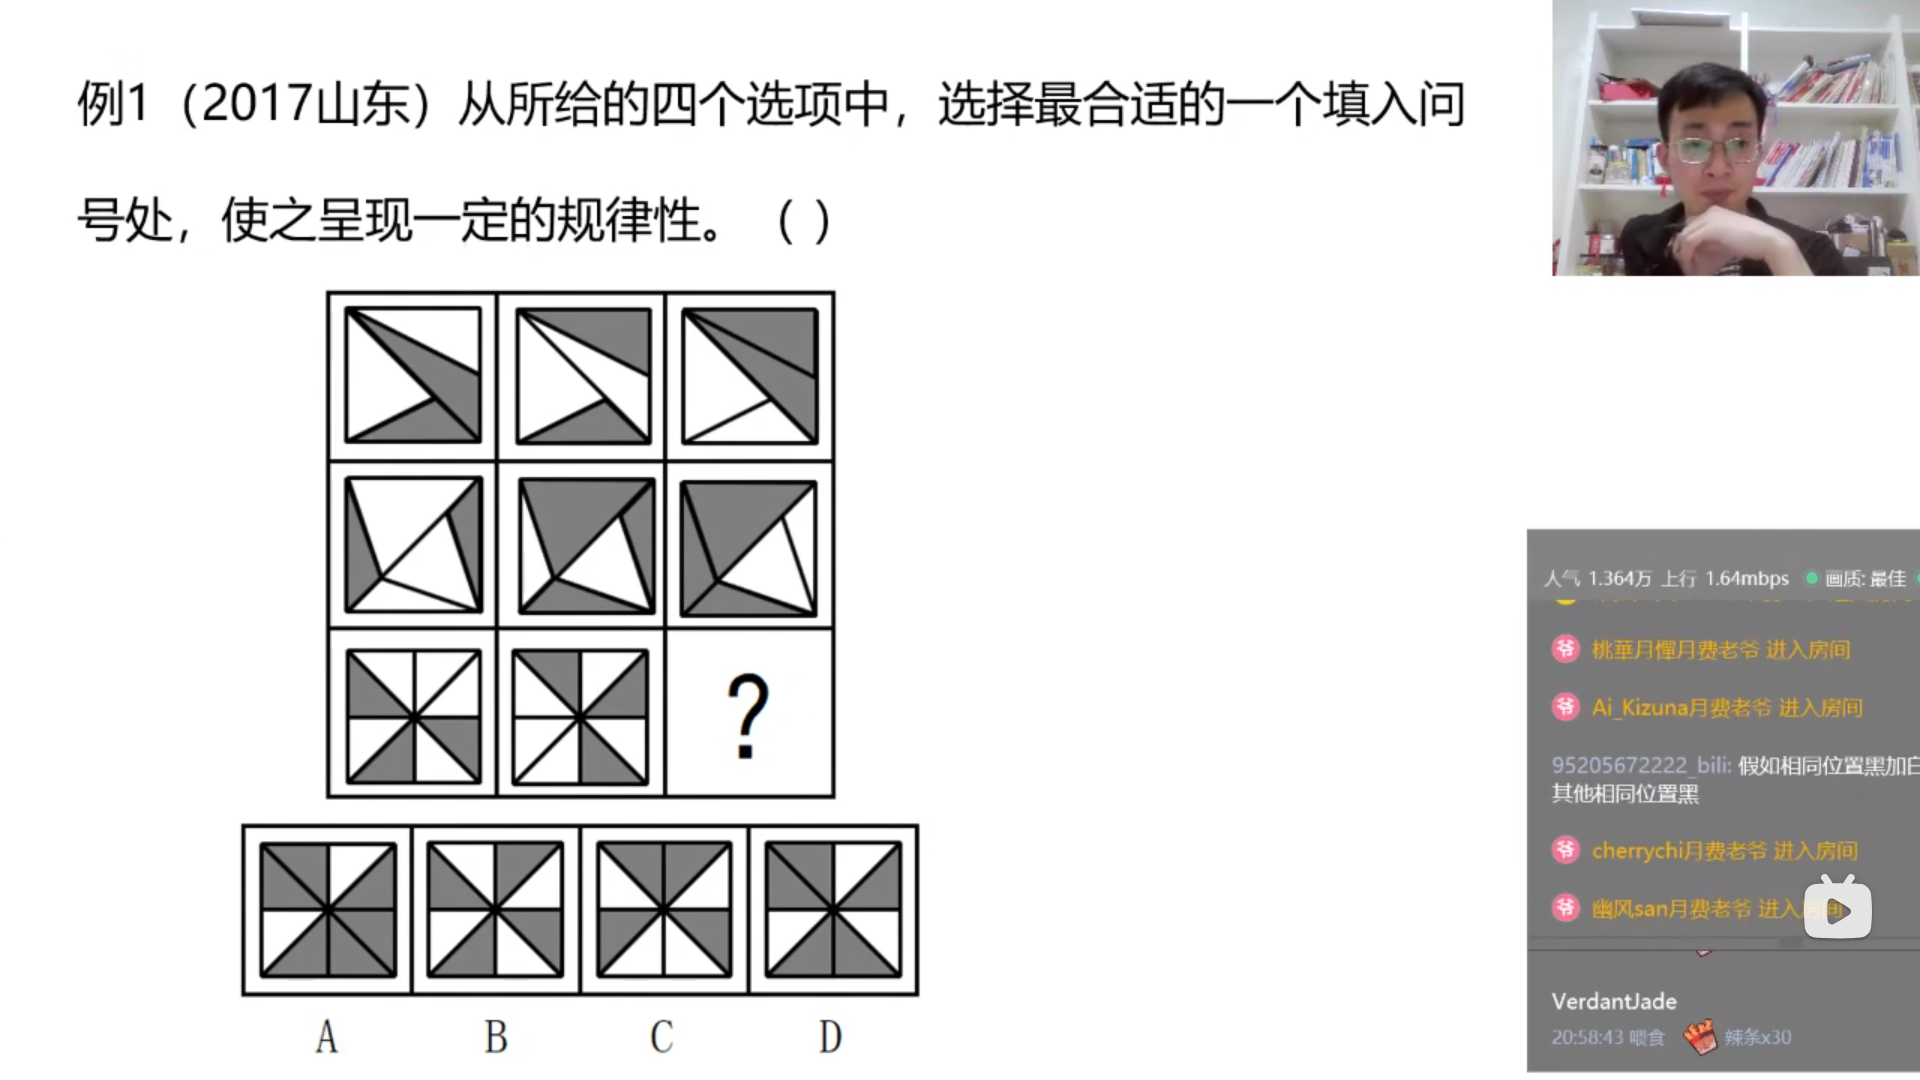 例1（2017山东）从所给的四个选项中，选择最合适的一个填入问
号处，使之呈现一定的规律性。（ ）
?
A B C D
人气 1.364万 上行 1.64mbps 画质: 最佳
爷 桃華月憚月费老爷 进入房间
爷 Ai_Kizuna月费老爷 进入房间
95205672222_bili: 假如相同位置黑加白
其他相同位置黑
爷 cherrychi月费老爷 进入房间
爷 幽风san月费老爷 进入房间
VerdantJade
20:58:43 喂食 辣条x30